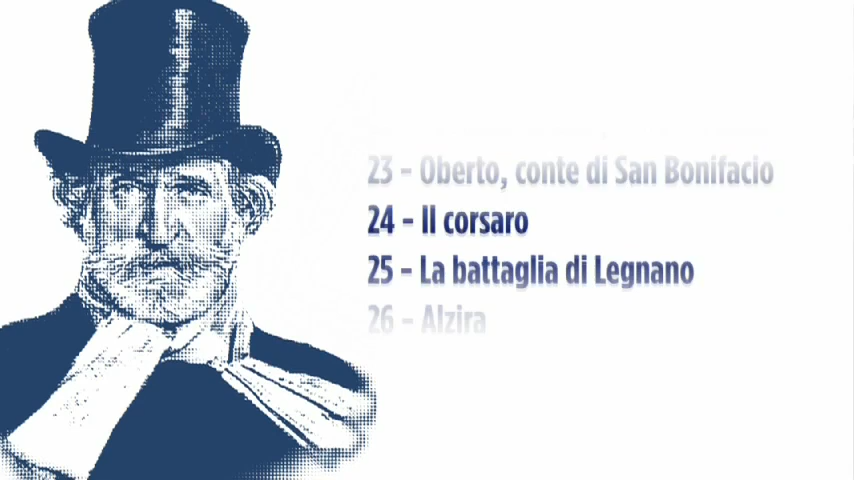 23 - Oberto, conte di San Bonifacio
24 - Il corsaro
25 - La battaglia di Legnano
26 - Alzira